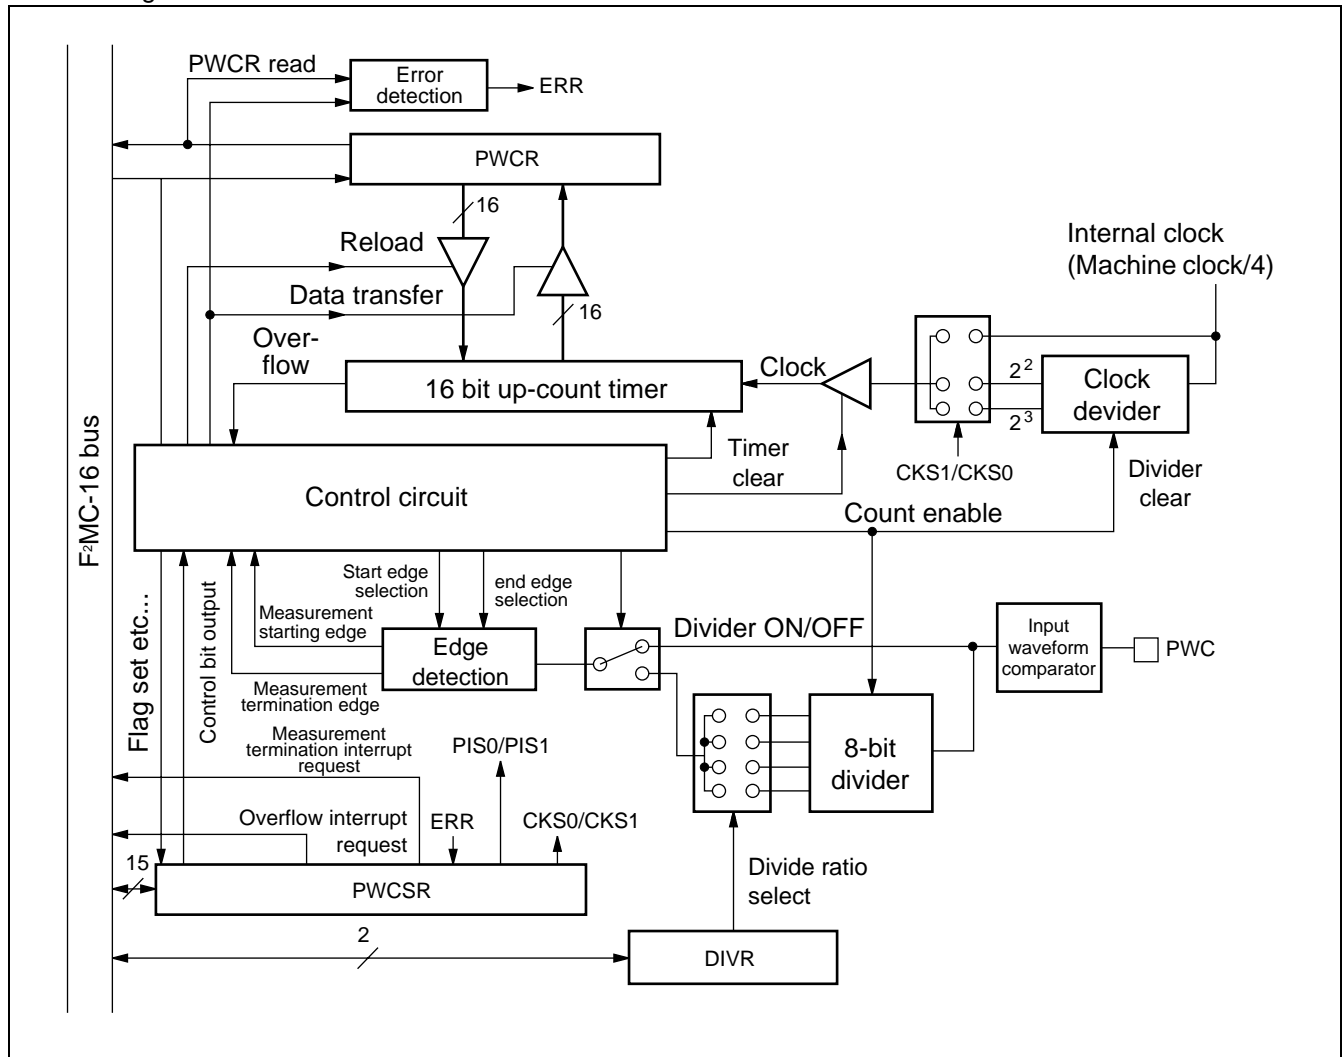 PWCR read
Error
detection
ERR
PWCR
16
Reload
Internal clock
(Machine clock/4)
Data transfer
16
Over-
flow
Clock
16 bit up-count timer
2²
2³
Clock
devider
Timer
clear
CKS1/CKS0
Divider
clear
Control circuit
Count enable
F²MC-16 bus
Flag set etc...
Control bit output
Start edge
selection
end edge
selection
Measurement
starting edge
Edge
detection
Divider ON/OFF
Input
waveform
comparator
PWC
Measurement
termination edge
Measurement
termination interrupt
request
PIS0/PIS1
8-bit
divider
Overflow interrupt
request
ERR
CKS0/CKS1
15
PWCSR
Divide ratio
select
2
DIVR